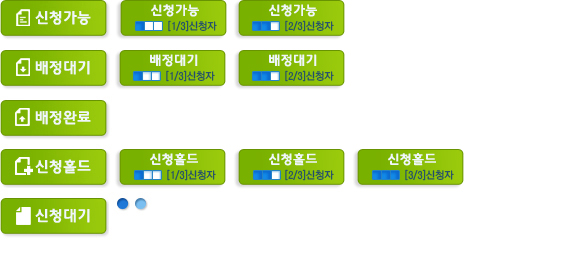 신청가능
신청가능
[1/3]신청자
신청가능
[2/3]신청자
배정대기
배정대기
[1/3]신청자
배정대기
[2/3]신청자
배정완료
신청홀드
신청홀드
[1/3]신청자
신청홀드
[2/3]신청자
신청홀드
[3/3]신청자
신청대기